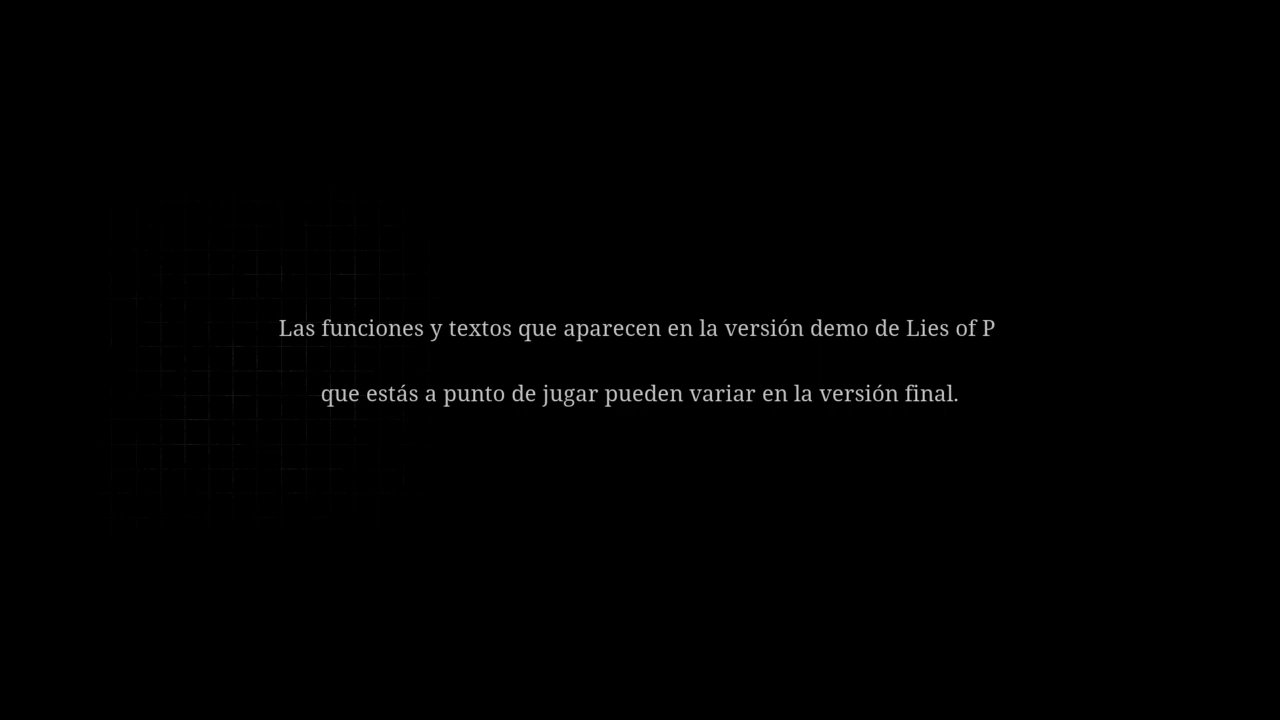 Las funciones y textos que aparecen en la versión demo de Lies of P
que estás a punto de jugar pueden variar en la versión final.